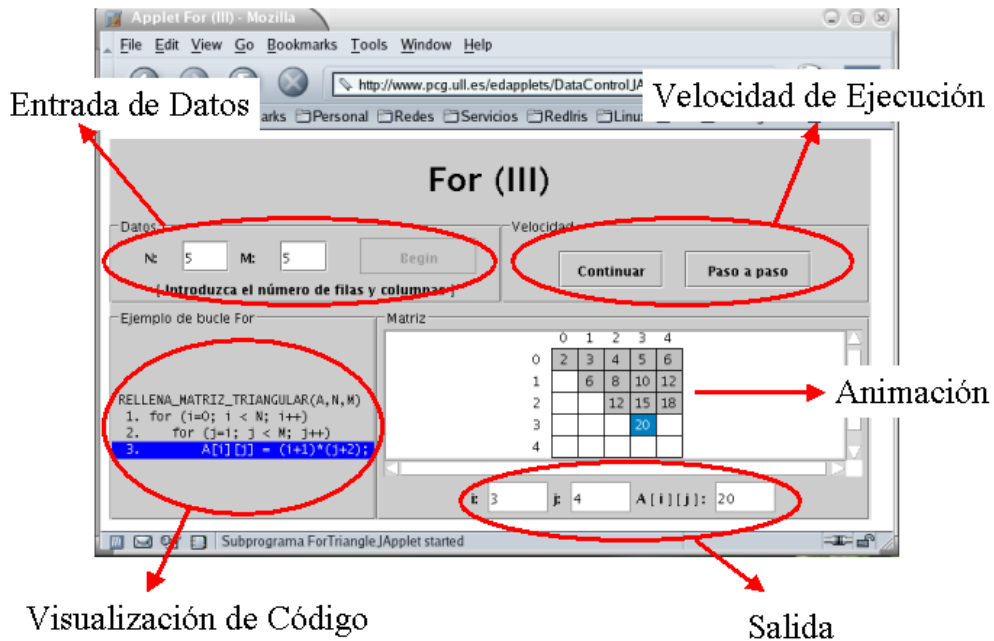 Applet For (III) - Mozilla
File Edit View Go Bookmarks Tools Window Help
http://www.pcg.ull.es/edapplets/DataControlJA
Entrada de Datos
Velocidad de Ejecución
arks Personal Redes Servicios RedIris Linux
For (III)
Datos
Velocidad
N: 5 M: 5 Begin
Continuar Paso a paso
{ Introduzca el número de filas y columnas }
Ejemplo de bucle For
Matriz
0 1 2 3 4
0 2 3 4 5 6
1 6 8 10 12
2 12 15 18
3 20
4
Animación
RELLENA_MATRIZ_TRIANGULAR(A,N,M)
1. for (i=0; i < N; i++)
2. for (j=i; j < M; j++)
3. A[i][j] = (i+1)*(j+2);
i: 3 j: 4 A[i][j]: 20
Subprograma ForTriangleJApplet started
Visualización de Código
Salida